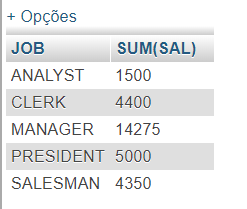 + Opções
JOB SUM(SAL)
ANALYST 1500
CLERK 4400
MANAGER 14275
PRESIDENT 5000
SALESMAN 4350